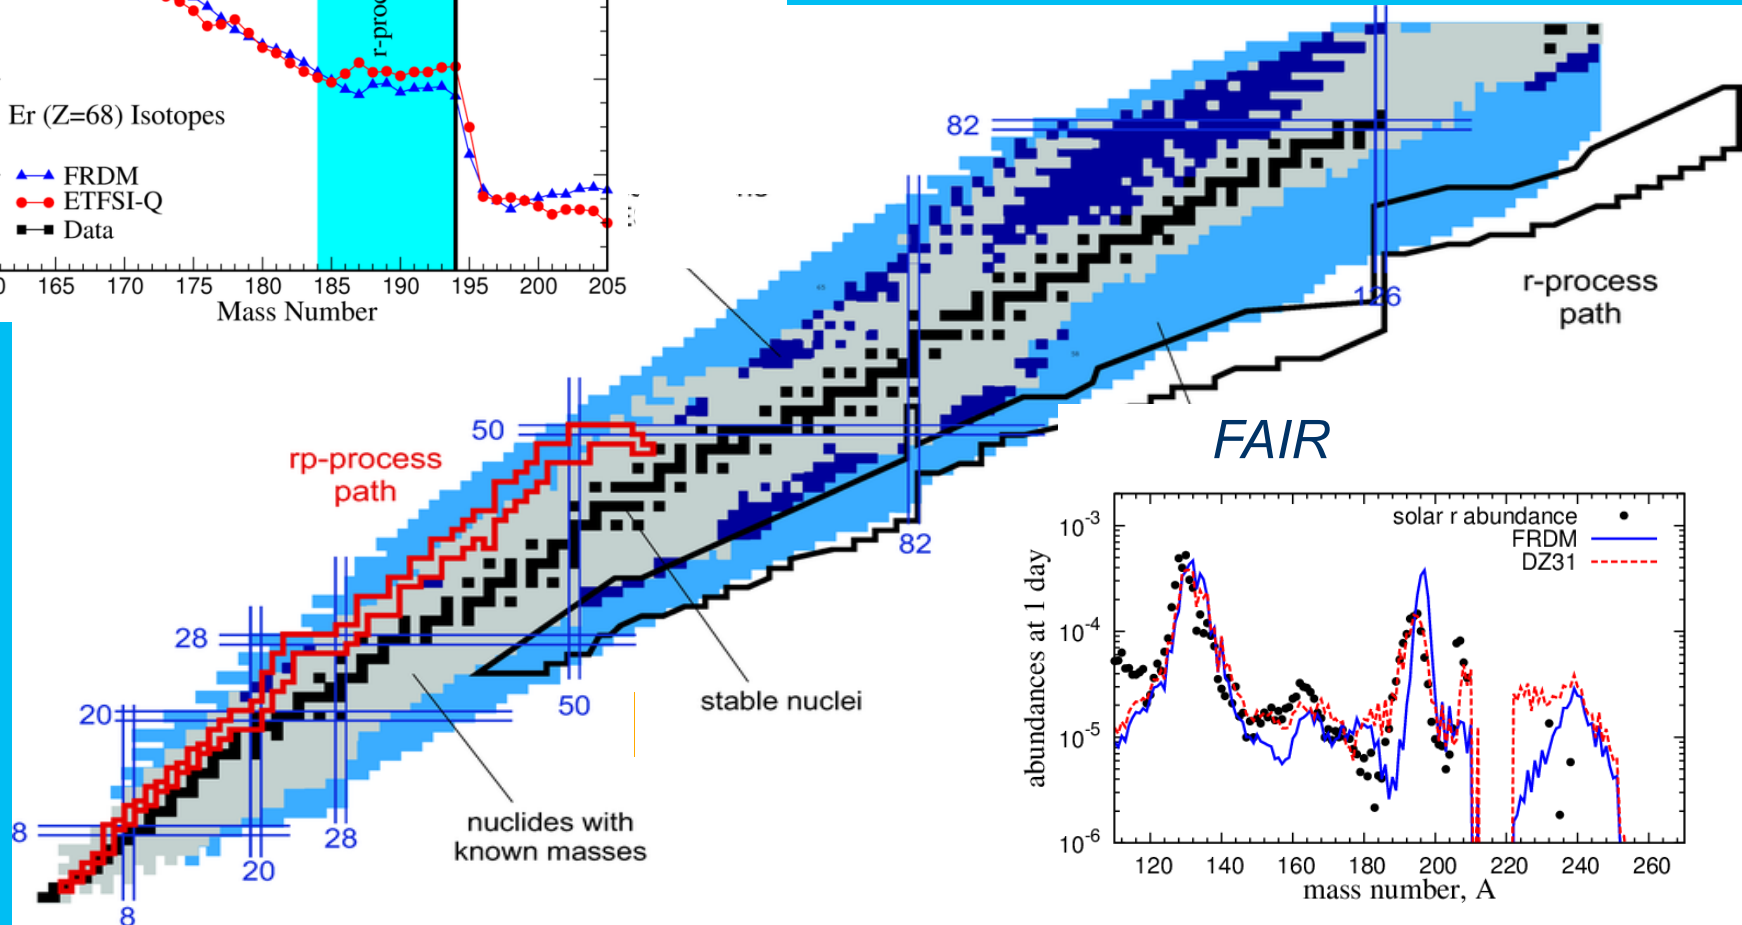 r-proc
Er (Z=68) Isotopes
FRDM
ETFSI-Q
Data
165 170 175 180 185 190 195 200 205
Mass Number
82
126
r-process
path
50
rp-process
path
82
28
50
stable nuclei
20
28
nuclides with
known masses
8
20
8
FAIR
solar r abundance
FRDM
DZ31
abundances at 1 day
10-3
10-4
10-5
10-6
120 140 160 180 200 220 240 260
mass number, A